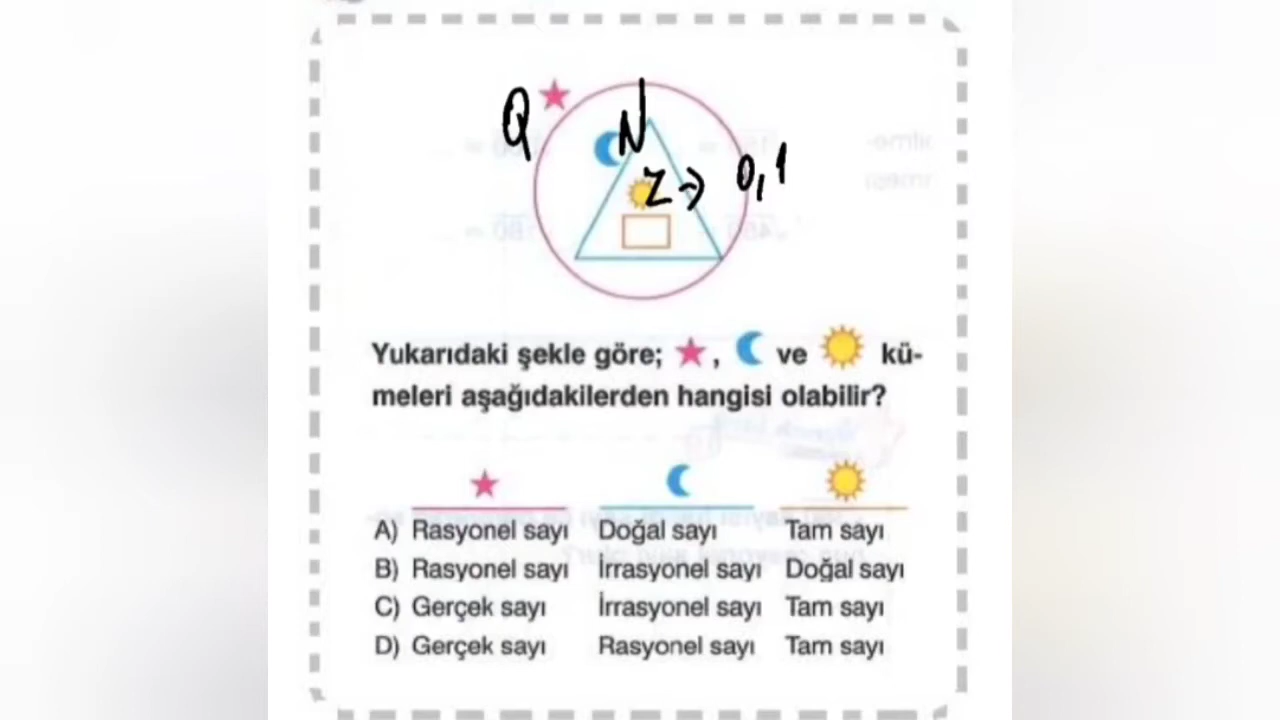 Q N
Z → 0,1
Yukarıdaki şekle göre; , ve kü-
meleri aşağıdakilerden hangisi olabilir?
A) Rasyonel sayı Doğal sayı Tam sayı
B) Rasyonel sayı İrrasyonel sayı Doğal sayı
C) Gerçek sayı İrrasyonel sayı Tam sayı
D) Gerçek sayı Rasyonel sayı Tam sayı